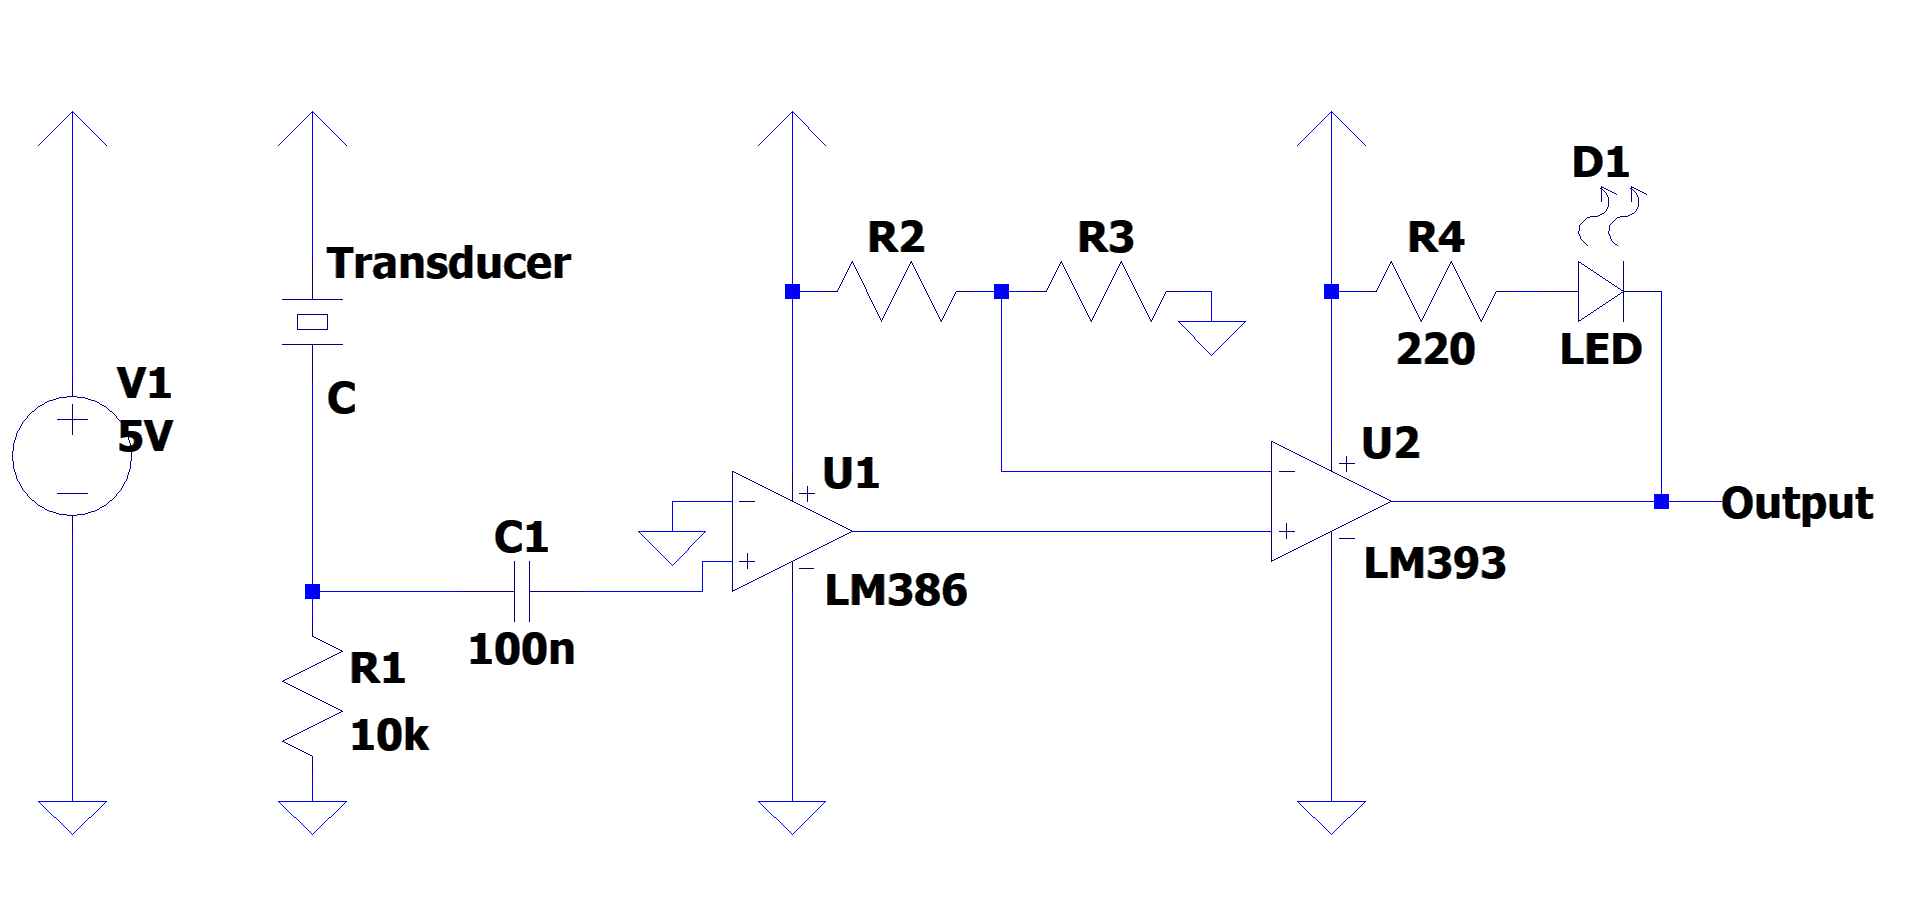 V1
5V
Transducer
C
R1
10k
C1
100n
U1
LM386
R2
R3
U2
LM393
R4
220
D1
LED
Output